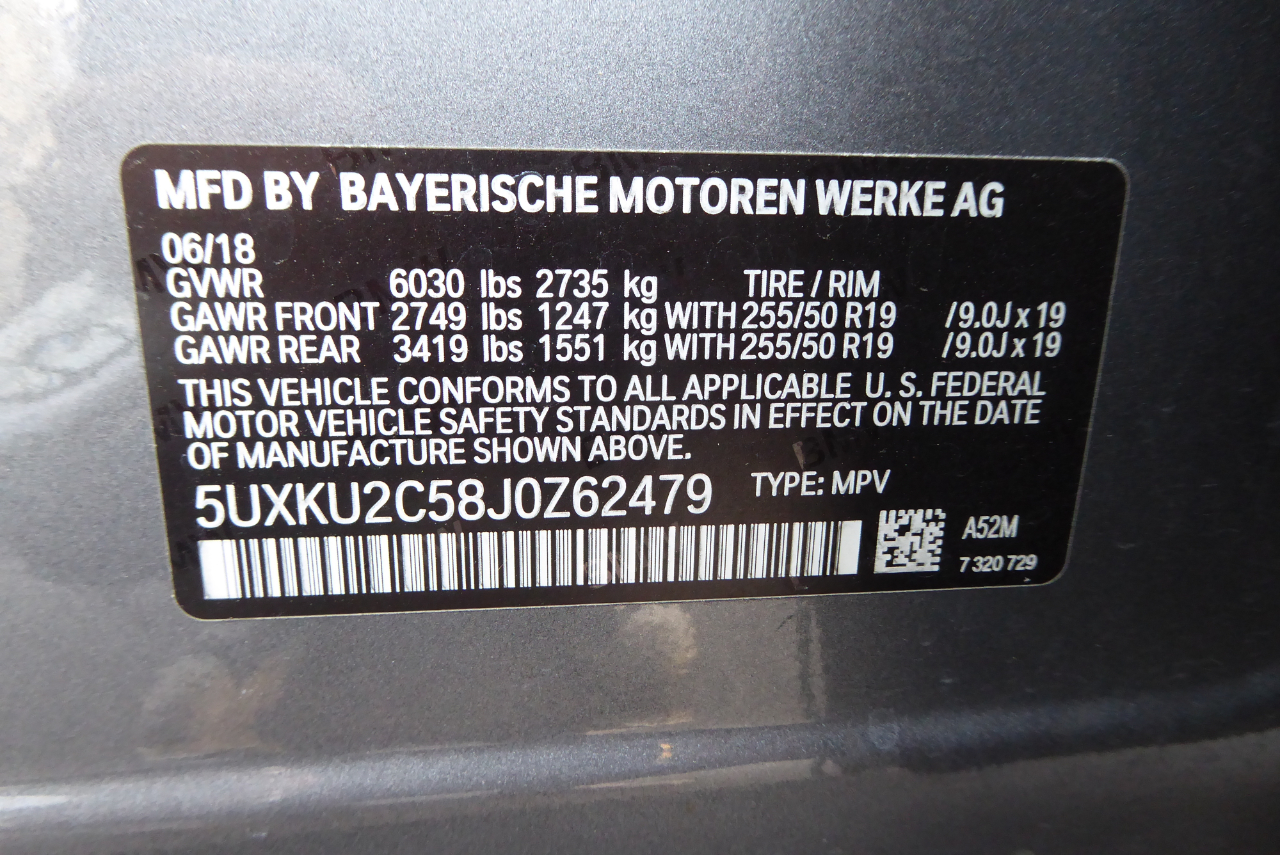 MFD BY BAYERISCHE MOTOREN WERKE AG
06/18
GVWR 6030 lbs 2735 kg TIRE / RIM
GAWR FRONT 2749 lbs 1247 kg WITH 255/50 R19 /9.0J x 19
GAWR REAR 3419 lbs 1551 kg WITH 255/50 R19 /9.0J x 19
THIS VEHICLE CONFORMS TO ALL APPLICABLE U. S. FEDERAL
MOTOR VEHICLE SAFETY STANDARDS IN EFFECT ON THE DATE
OF MANUFACTURE SHOWN ABOVE.
5UXKU2C58J0Z62479 TYPE: MPV
A52M
7 320 729